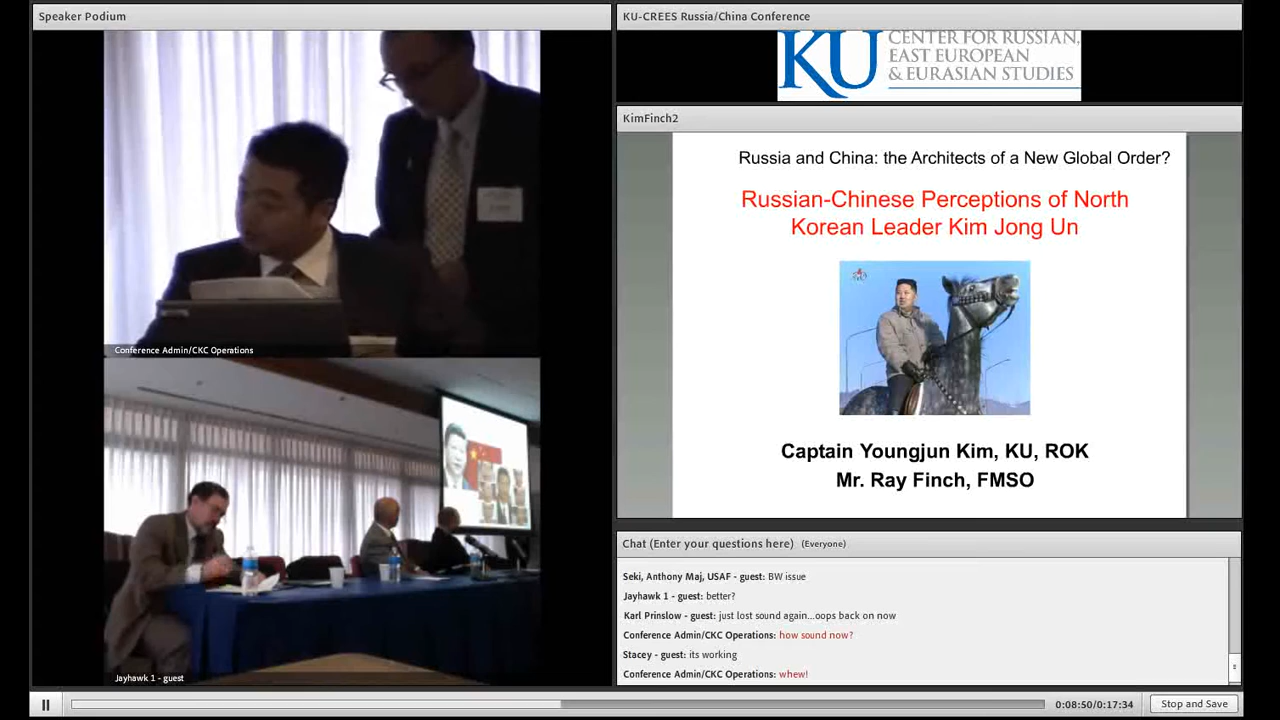 Speaker Podium
Conference Admin/CKC Operations
Jayhawk 1 - guest
KU-CREES Russia/China Conference
KU CENTER FOR RUSSIAN,
EAST EUROPEAN
& EURASIAN STUDIES
KimFinch2
Russia and China: the Architects of a New Global Order?
Russian-Chinese Perceptions of North
Korean Leader Kim Jong Un
Captain Youngjun Kim, KU, ROK
Mr. Ray Finch, FMSO
Chat (Enter your questions here) (Everyone)
Seki, Anthony Maj, USAF - guest: BW issue
Jayhawk 1 - guest: better?
Karl Prinslow - guest: just lost sound again...oops back on now
Conference Admin/CKC Operations: how sound now?
Stacey - guest: its working
Conference Admin/CKC Operations: whew!
0:08:50/0:17:34
Stop and Save